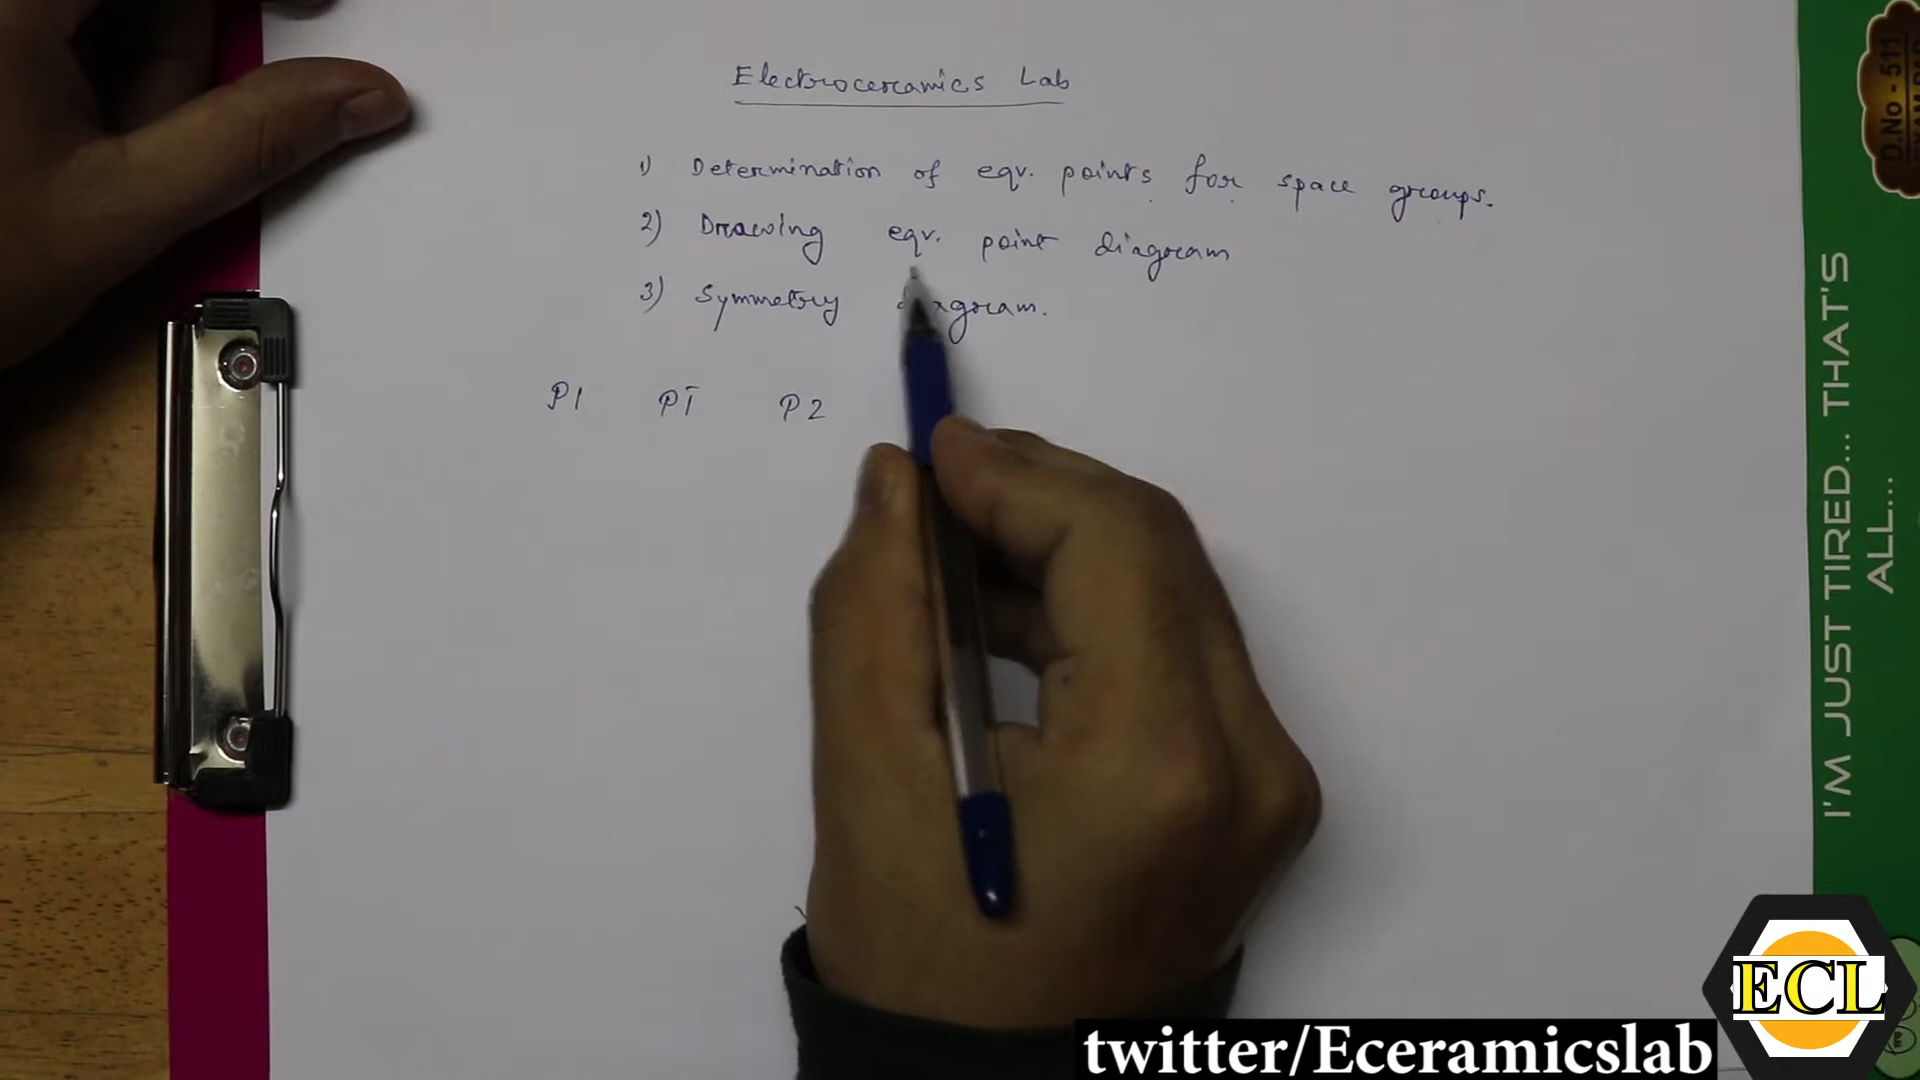 Electroceramics Lab
1) Determination of eqv. points for space groups.
2) Drawing eqv. point diagram
3) Symmetry diagram.
P1 P1̄ P2
D.No - 511
I'M JUST TIRED... THAT'S
ALL...
ECL
twitter/Eceramicslab